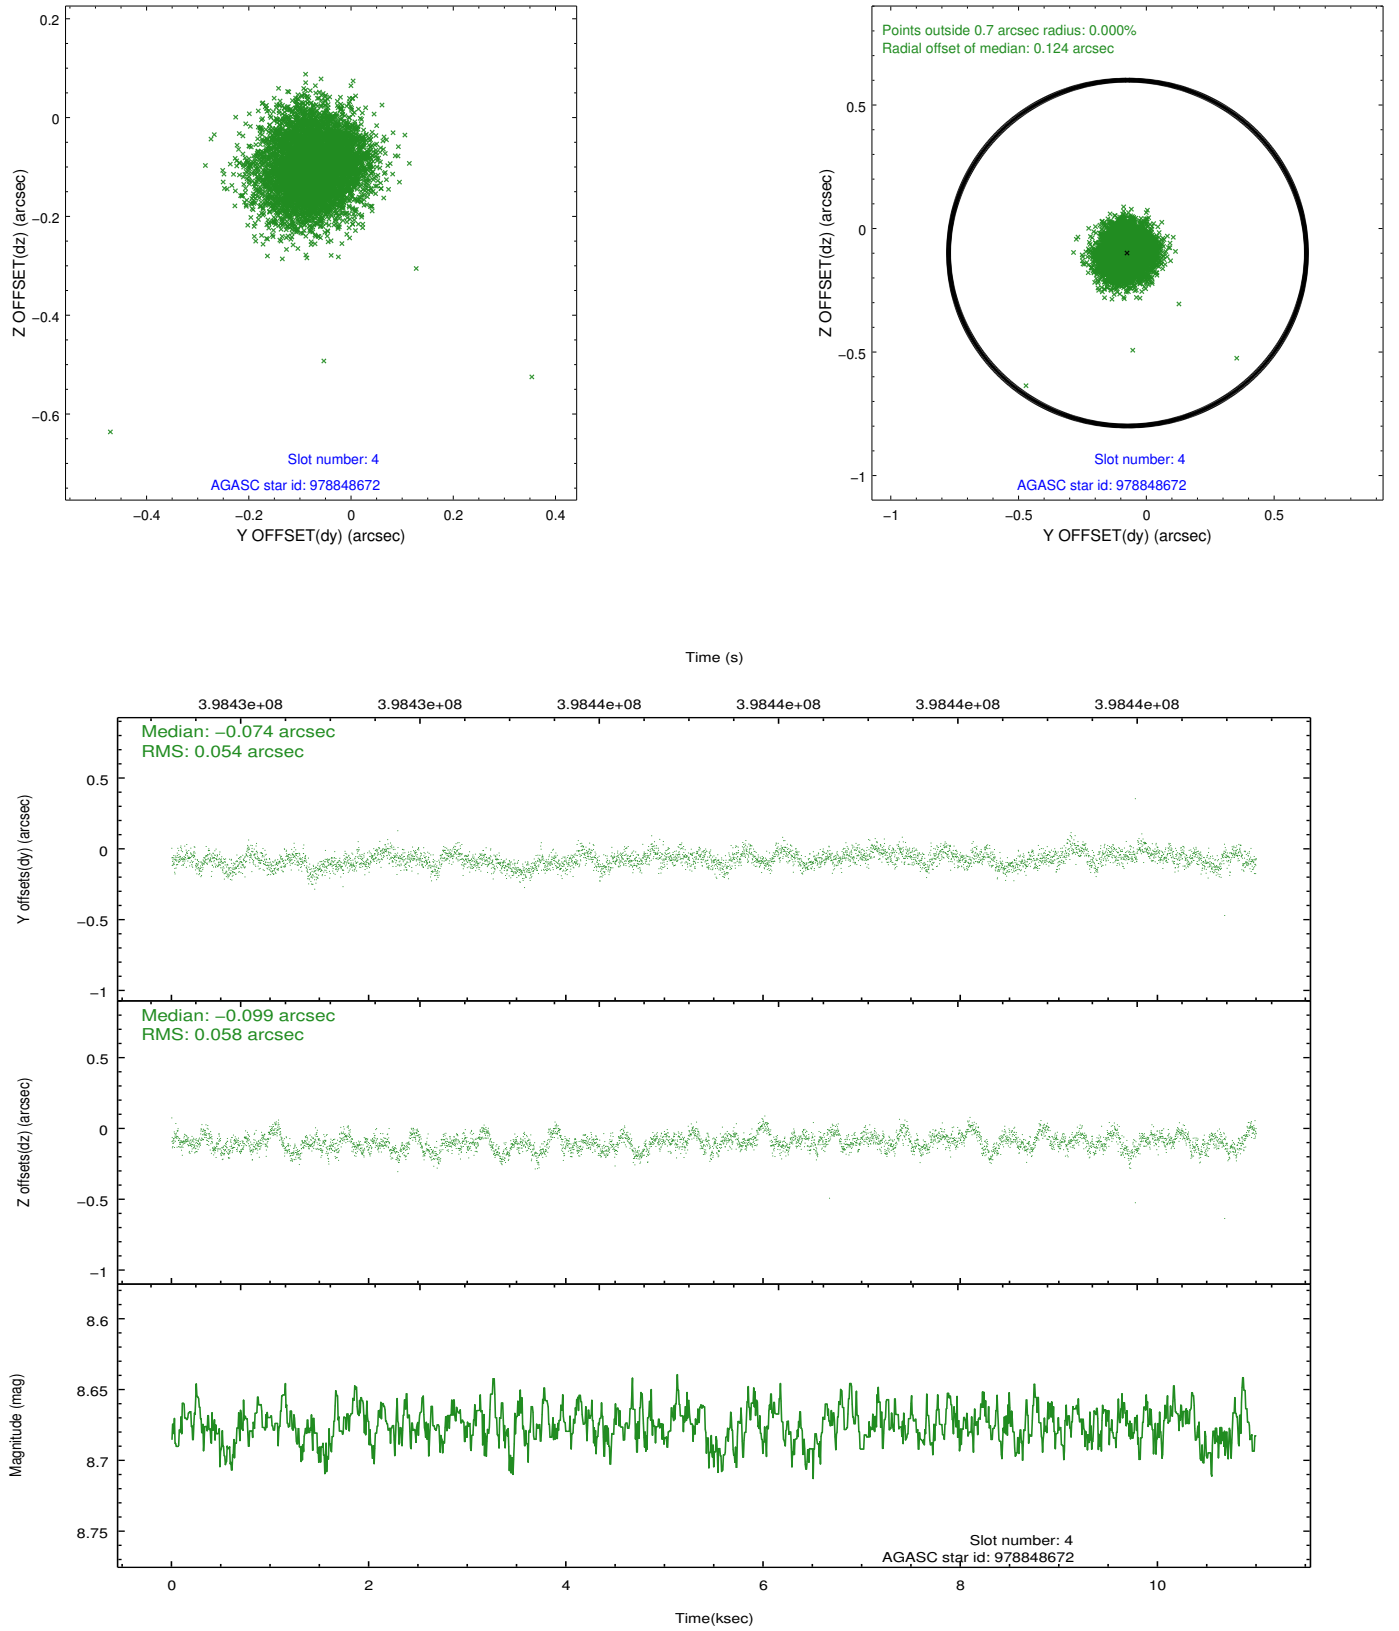 0.2
0
−0.2
−0.4
−0.6
Z OFFSET(dz) (arcsec)
Slot number: 4
AGASC star id: 978848672
−0.4
−0.2
0
0.2
0.4
Y OFFSET(dy) (arcsec)
Points outside 0.7 arcsec radius: 0.000%
Radial offset of median: 0.124 arcsec
0.5
0
−0.5
−1
Z OFFSET(dz) (arcsec)
Slot number: 4
AGASC star id: 978848672
−1
−0.5
0
0.5
Y OFFSET(dy) (arcsec)
Time (s)
3.9843e+08
3.9843e+08
3.9844e+08
3.9844e+08
3.9844e+08
3.9844e+08
Median: −0.074 arcsec
RMS: 0.054 arcsec
0.5
0
−0.5
−1
Y offsets(dy) (arcsec)
Median: −0.099 arcsec
RMS: 0.058 arcsec
0.5
0
−0.5
−1
Z offsets(dz) (arcsec)
8.6
8.65
8.7
8.75
Magnitude (mag)
Slot number: 4
AGASC star id: 978848672
0
2
4
6
8
10
Time(ksec)